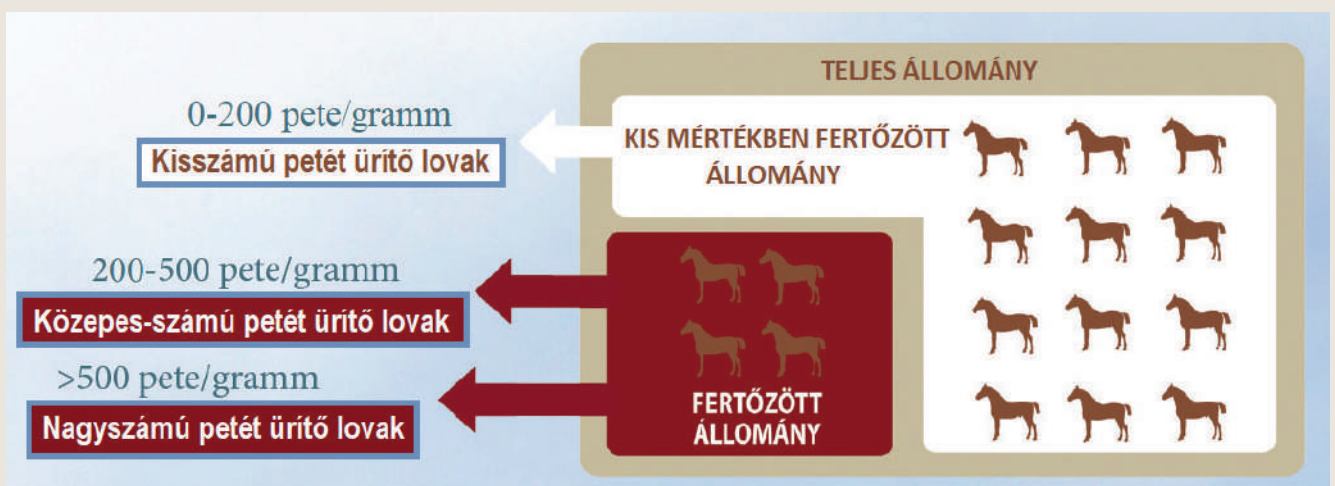 TELJES ÁLLOMÁNY
0-200 pete/gramm
Kisszámú petét ürítő lovak
KIS MÉRTÉKBEN FERTŐZÖTT
ÁLLOMÁNY
200-500 pete/gramm
Közepes-számú petét ürítő lovak
>500 pete/gramm
Nagyszámú petét ürítő lovak
FERTŐZÖTT
ÁLLOMÁNY